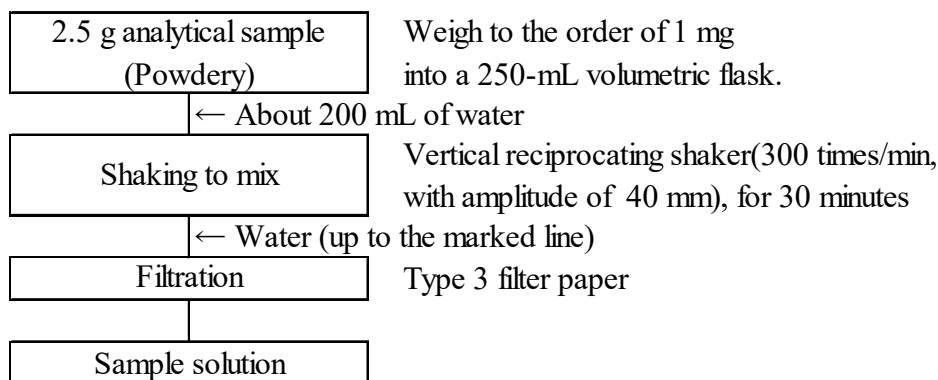 2.5 g analytical sample
(Powdery)
Weigh to the order of 1 mg
into a 250-mL volumetric flask.
← About 200 mL of water
Shaking to mix
Vertical reciprocating shaker(300 times/min,
with amplitude of 40 mm), for 30 minutes
← Water (up to the marked line)
Filtration
Type 3 filter paper
Sample solution